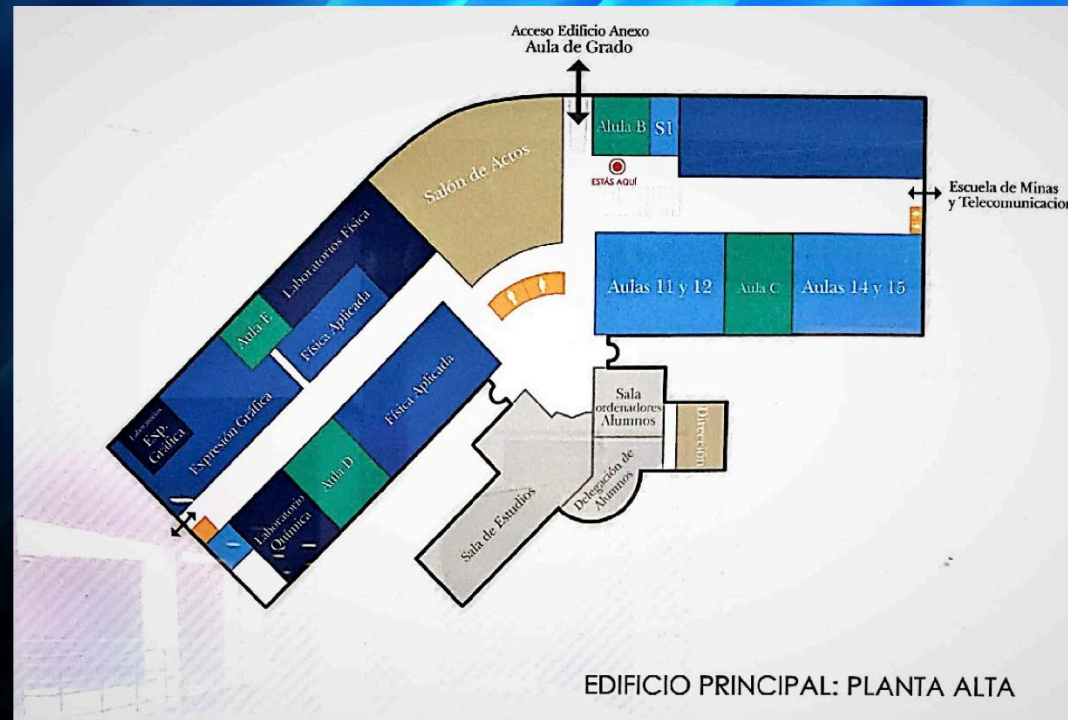 Acceso Edificio Anexo
Aula de Grado
Alula B
S1
ESTÁS AQUÍ
Salón de Actos
Escuela de Minas
y Telecomunicacion
Laboratorios Física
Física Aplicada
Aula E
Aulas 11 y 12
Aula C
Aulas 14 y 15
Laboratorios
EXP.
Gráfica
Expresión Gráfica
Física Aplicada
Aula D
Laboratorio
Química
Sala
ordenadores
Alumnos
Dirección
Delegación de
Alumnos
Sala de Estudios
EDIFICIO PRINCIPAL: PLANTA ALTA